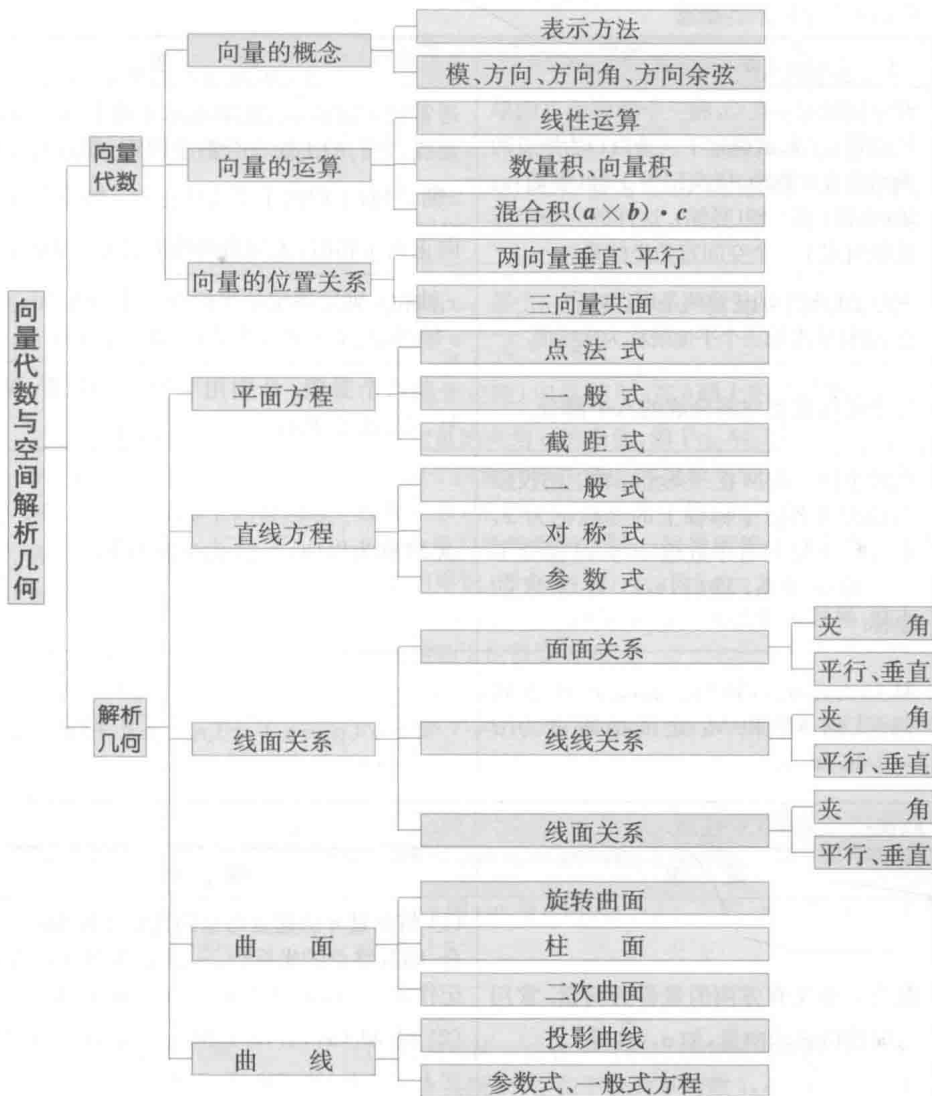 向量代数与空间解析几何
向量
代数
向量的概念
表示方法
模、方向、方向角、方向余弦
向量的运算
线性运算
数量积、向量积
混合积(a×b)·c
向量的位置关系
两向量垂直、平行
三向量共面
解析
几何
平面方程
点法式
一般式
截距式
直线方程
一般式
对称式
参数式
线面关系
面面关系
夹 角
平行、垂直
线线关系
夹 角
平行、垂直
线面关系
夹 角
平行、垂直
曲 面
旋转曲面
柱 面
二次曲面
曲 线
投影曲线
参数式、一般式方程